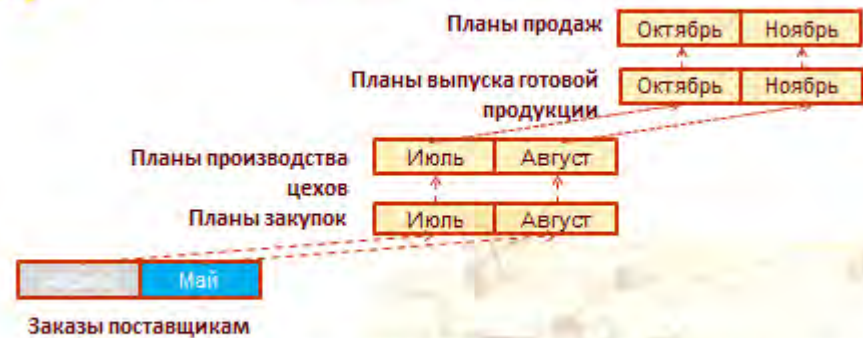 Планы продаж
Октябрь Ноябрь
Планы выпуска готовой
продукции
Октябрь Ноябрь
Планы производства
цехов
Июль Август
Планы закупок
Июль Август
Май
Заказы поставщикам